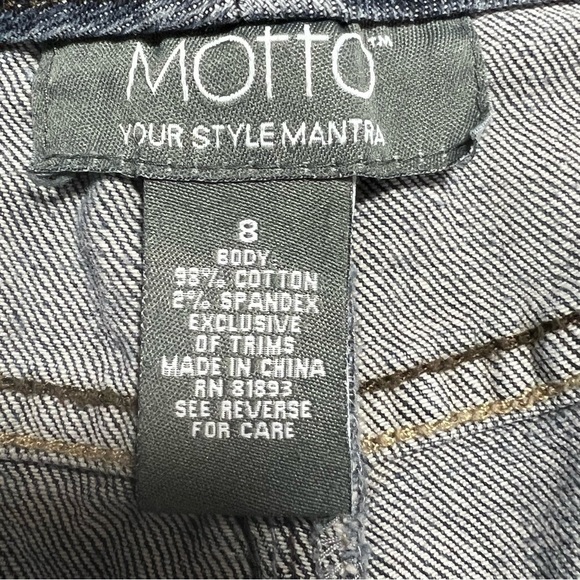 MOTTO™
YOUR STYLE MANTRA
8
BODY:
98% COTTON
2% SPANDEX
EXCLUSIVE
OF TRIMS
MADE IN CHINA
RN 81893
SEE REVERSE
FOR CARE